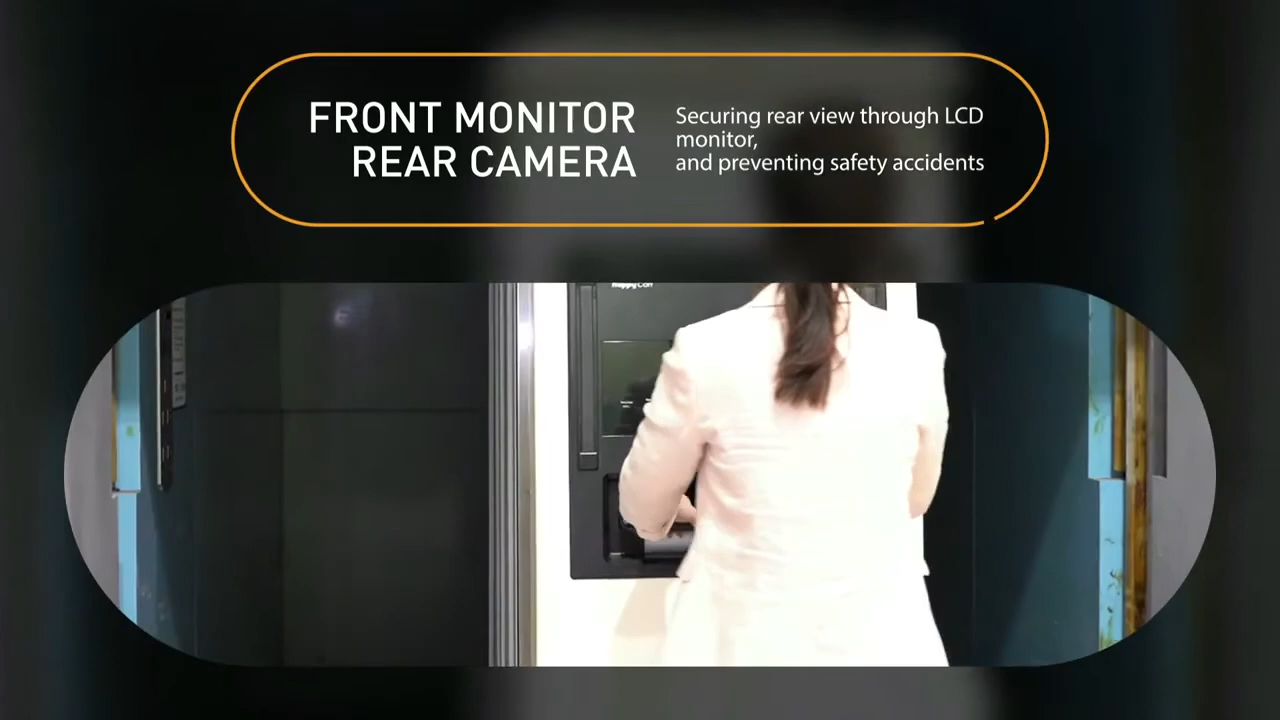 FRONT MONITOR
REAR CAMERA
Securing rear view through LCD
monitor,
and preventing safety accidents